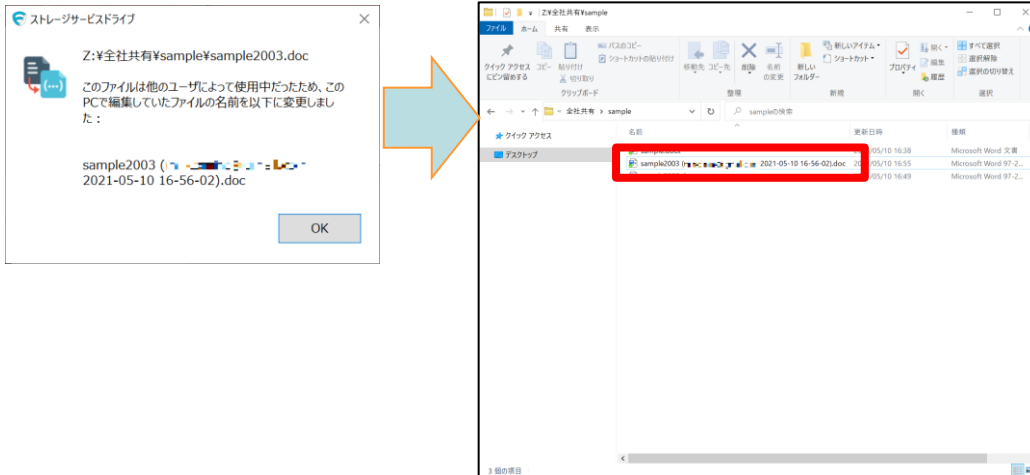 ストレージサービスドライブ
Z:¥全社共有¥sample¥sample2003.doc
このファイルは他のユーザによって使用中だったため、この
PCで編集していたファイルの名前を以下に変更しまし
た：
sample2003 (
2021-05-10 16-56-02).doc
OK
Z:¥全社共有¥sample
ファイル ホーム 共有 表示
クイック アクセス
にピン留めする
コピー 貼り付け
パスのコピー
ショートカットの貼り付け
切り取り
クリップボード
移動先 コピー先 削除 名前
の変更
整理
新しい
フォルダー
新しいアイテム
ショートカット
新規
プロパティ
開く
編集
履歴
開く
すべて選択
選択解除
選択の切り替え
選択
全社共有 › sample
sampleの検索
クイック アクセス
デスクトップ
名前 更新日時 種類
/05/10 16:38 Microsoft Word 文書
sample2003 ( 2021-05-10 16-56-02).doc /05/10 16:55 Microsoft Word 97-2...
/05/10 16:49 Microsoft Word 97-2...
3 個の項目